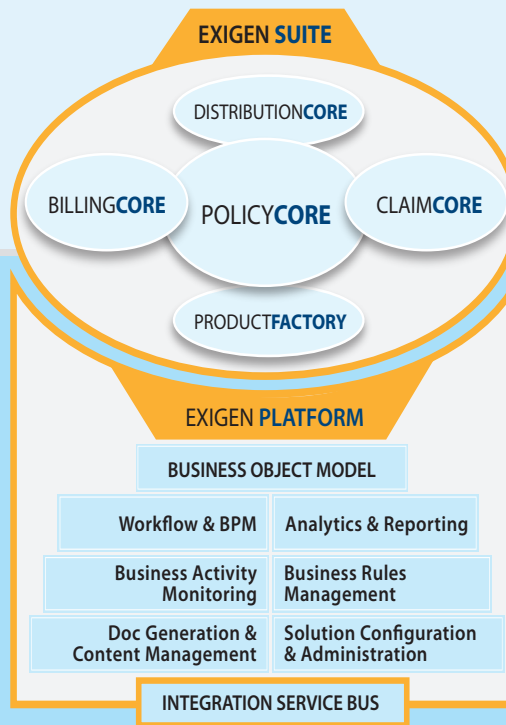 EXIGEN SUITE
DISTRIBUTIONCORE
BILLINGCORE
POLICYCORE
CLAIMCORE
PRODUCTFACTORY
EXIGEN PLATFORM
BUSINESS OBJECT MODEL
Workflow & BPM
Analytics & Reporting
Business Activity
Monitoring
Business Rules
Management
Doc Generation &
Content Management
Solution Configuration
& Administration
INTEGRATION SERVICE BUS